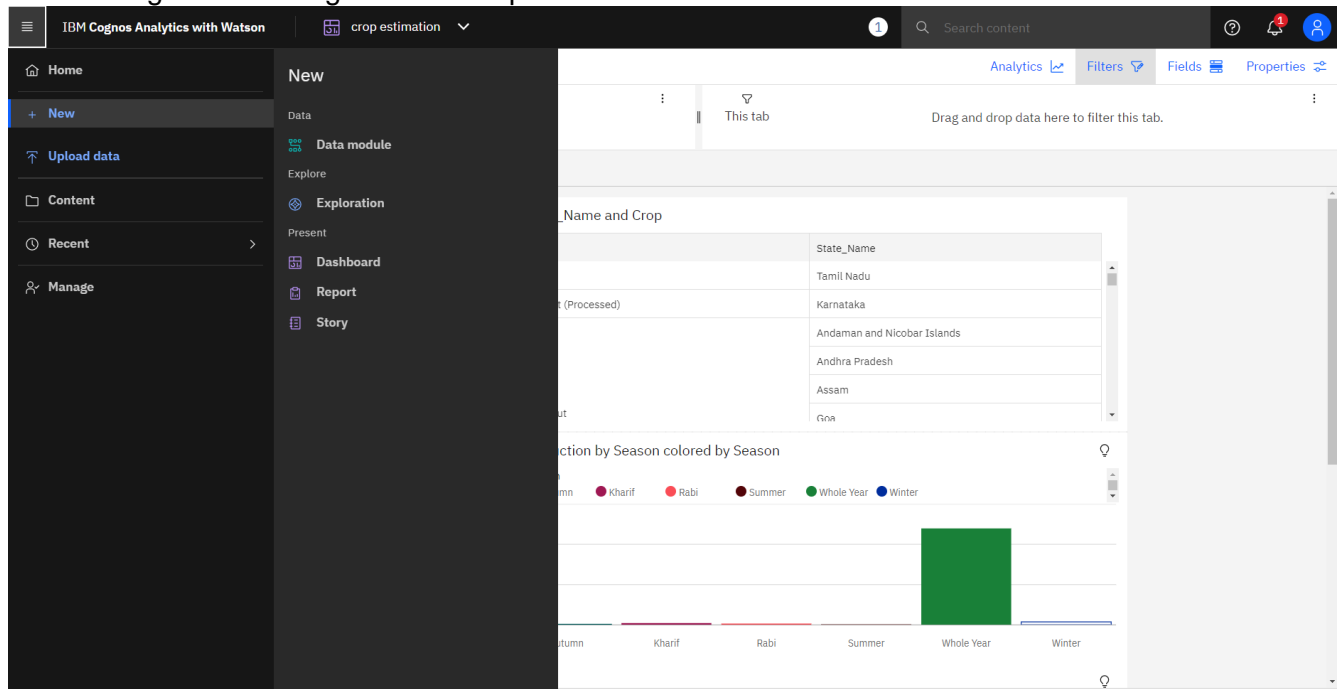 IBM Cognos Analytics with Watson
crop estimation
1
Search content
1
Home
New
Upload data
Content
Recent
Manage
New
Data
Data module
Explore
Exploration
Present
Dashboard
Report
Story
Analytics
Filters
Fields
Properties
This tab
Drag and drop data here to filter this tab.
_Name and Crop
State_Name
Tamil Nadu
t (Processed)
Karnataka
Andaman and Nicobar Islands
Andhra Pradesh
Assam
ut
Goa
ction by Season colored by Season
mn Kharif Rabi Summer Whole Year Winter
utumn Kharif Rabi Summer Whole Year Winter